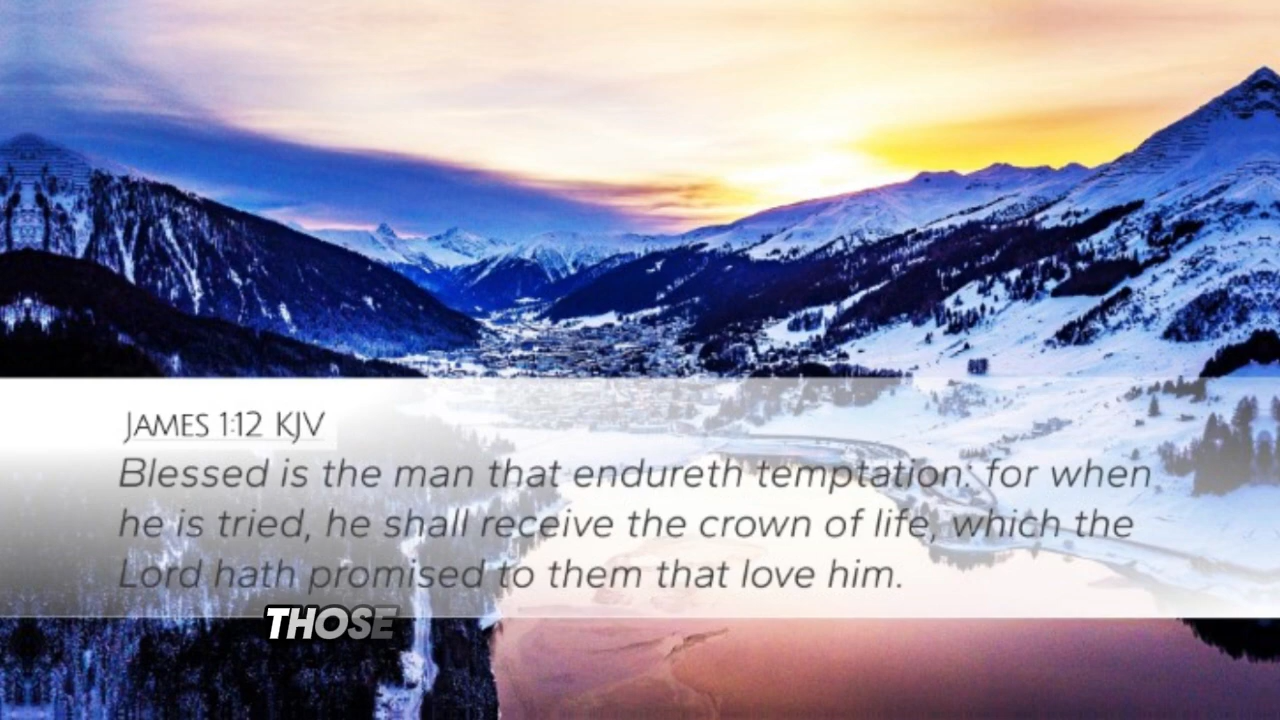 James 1:12 KJV
Blessed is the man that endureth temptation: for when
he is tried, he shall receive the crown of life, which the
Lord hath promised to them that love him.
THOSE